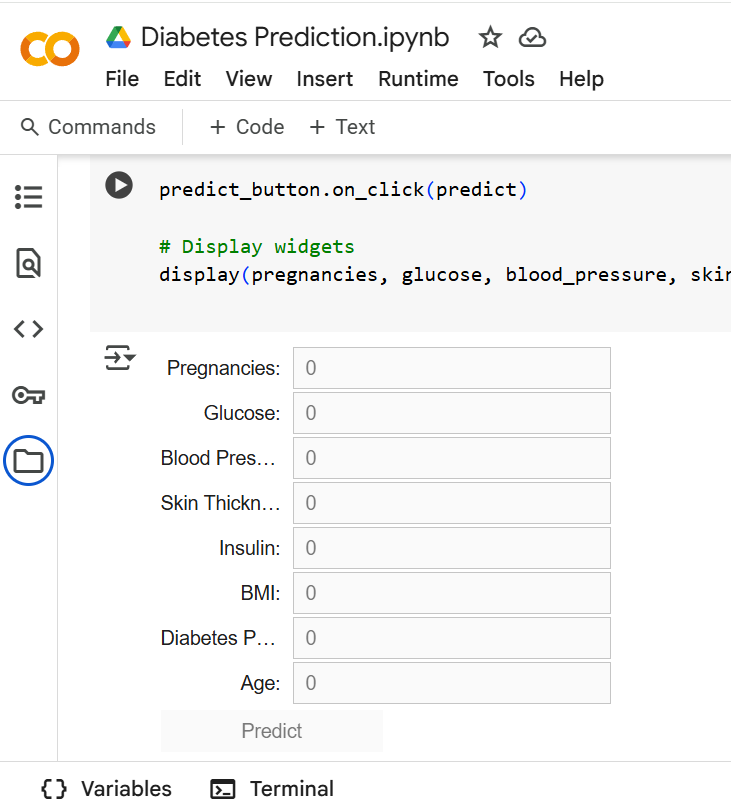 Diabetes Prediction.ipynb
File Edit View Insert Runtime Tools Help
Commands + Code + Text
predict_button.on_click(predict)
# Display widgets
display(pregnancies, glucose, blood_pressure, skin
Pregnancies: 0
Glucose: 0
Blood Pres… 0
Skin Thickn… 0
Insulin: 0
BMI: 0
Diabetes P… 0
Age: 0
Predict
Variables Terminal